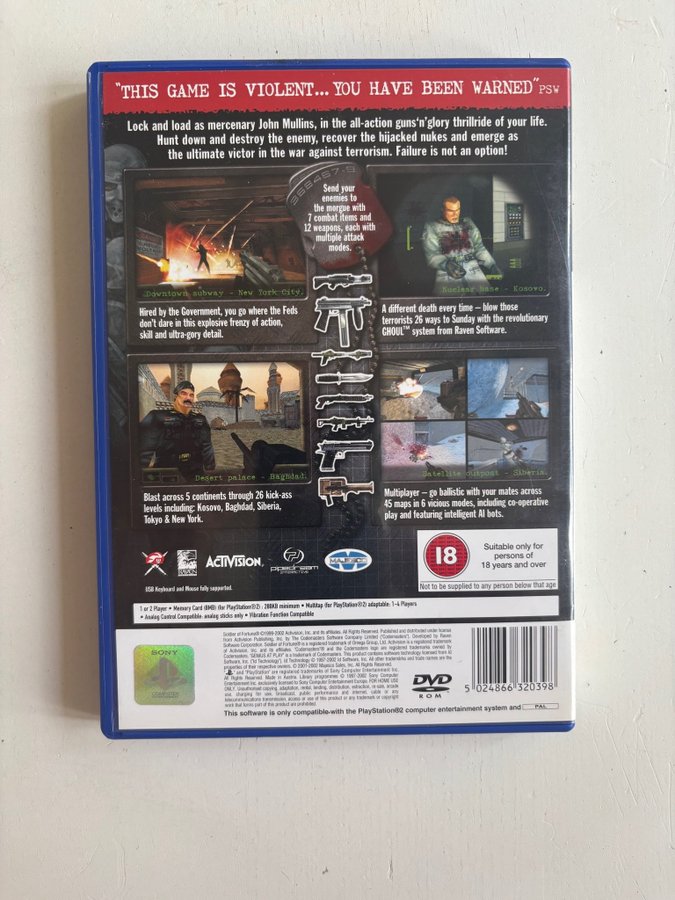 "THIS GAME IS VIOLENT... YOU HAVE BEEN WARNED" PSW
Lock and load as mercenary John Mullins, in the all-action guns'n'glory thrillride of your life.
Hunt down and destroy the enemy, recover the hijacked nukes and emerge as
the ultimate victor in the war against terrorism. Failure is not an option!
Send your
enemies to
the morgue with
7 combat items and
12 weapons, each with
multiple attack
modes.
Downtown subway - New York City.
Nuclear base - Kosovo.
Hired by the Government, you go where the Feds
don't dare in this explosive frenzy of action,
skill and ultra-gory detail.
A different death every time – blow those
terrorists 26 ways to Sunday with the revolutionary
GHOUL™ system from Raven Software.
Desert palace - Baghdad.
Satellite outpost - Siberia.
Blast across 5 continents through 26 kick-ass
levels including: Kosovo, Baghdad, Siberia,
Tokyo & New York.
Multiplayer – go ballistic with your mates across
45 maps in 6 vicious modes, including co-operative
play and featuring intelligent AI bots.
RAVEN
ACTIVISION.
pipedream
INTERACTIVE
MAJESCO
18
Suitable only for
persons of
18 years and over
Not to be supplied to any person below that age
USB Keyboard and Mouse fully supported.
1 or 2 Player • Memory Card (8MB) (for PlayStation®2) : 200KB minimum • Multitap (for PlayStation®2) adaptable: 1-4 Players
• Analog Control Compatible: analog sticks only • Vibration Function Compatible
SONY
COMPUTER
DVD
ROM
5 024866 320398
This software is only compatible with the PlayStation®2 computer entertainment system and PAL